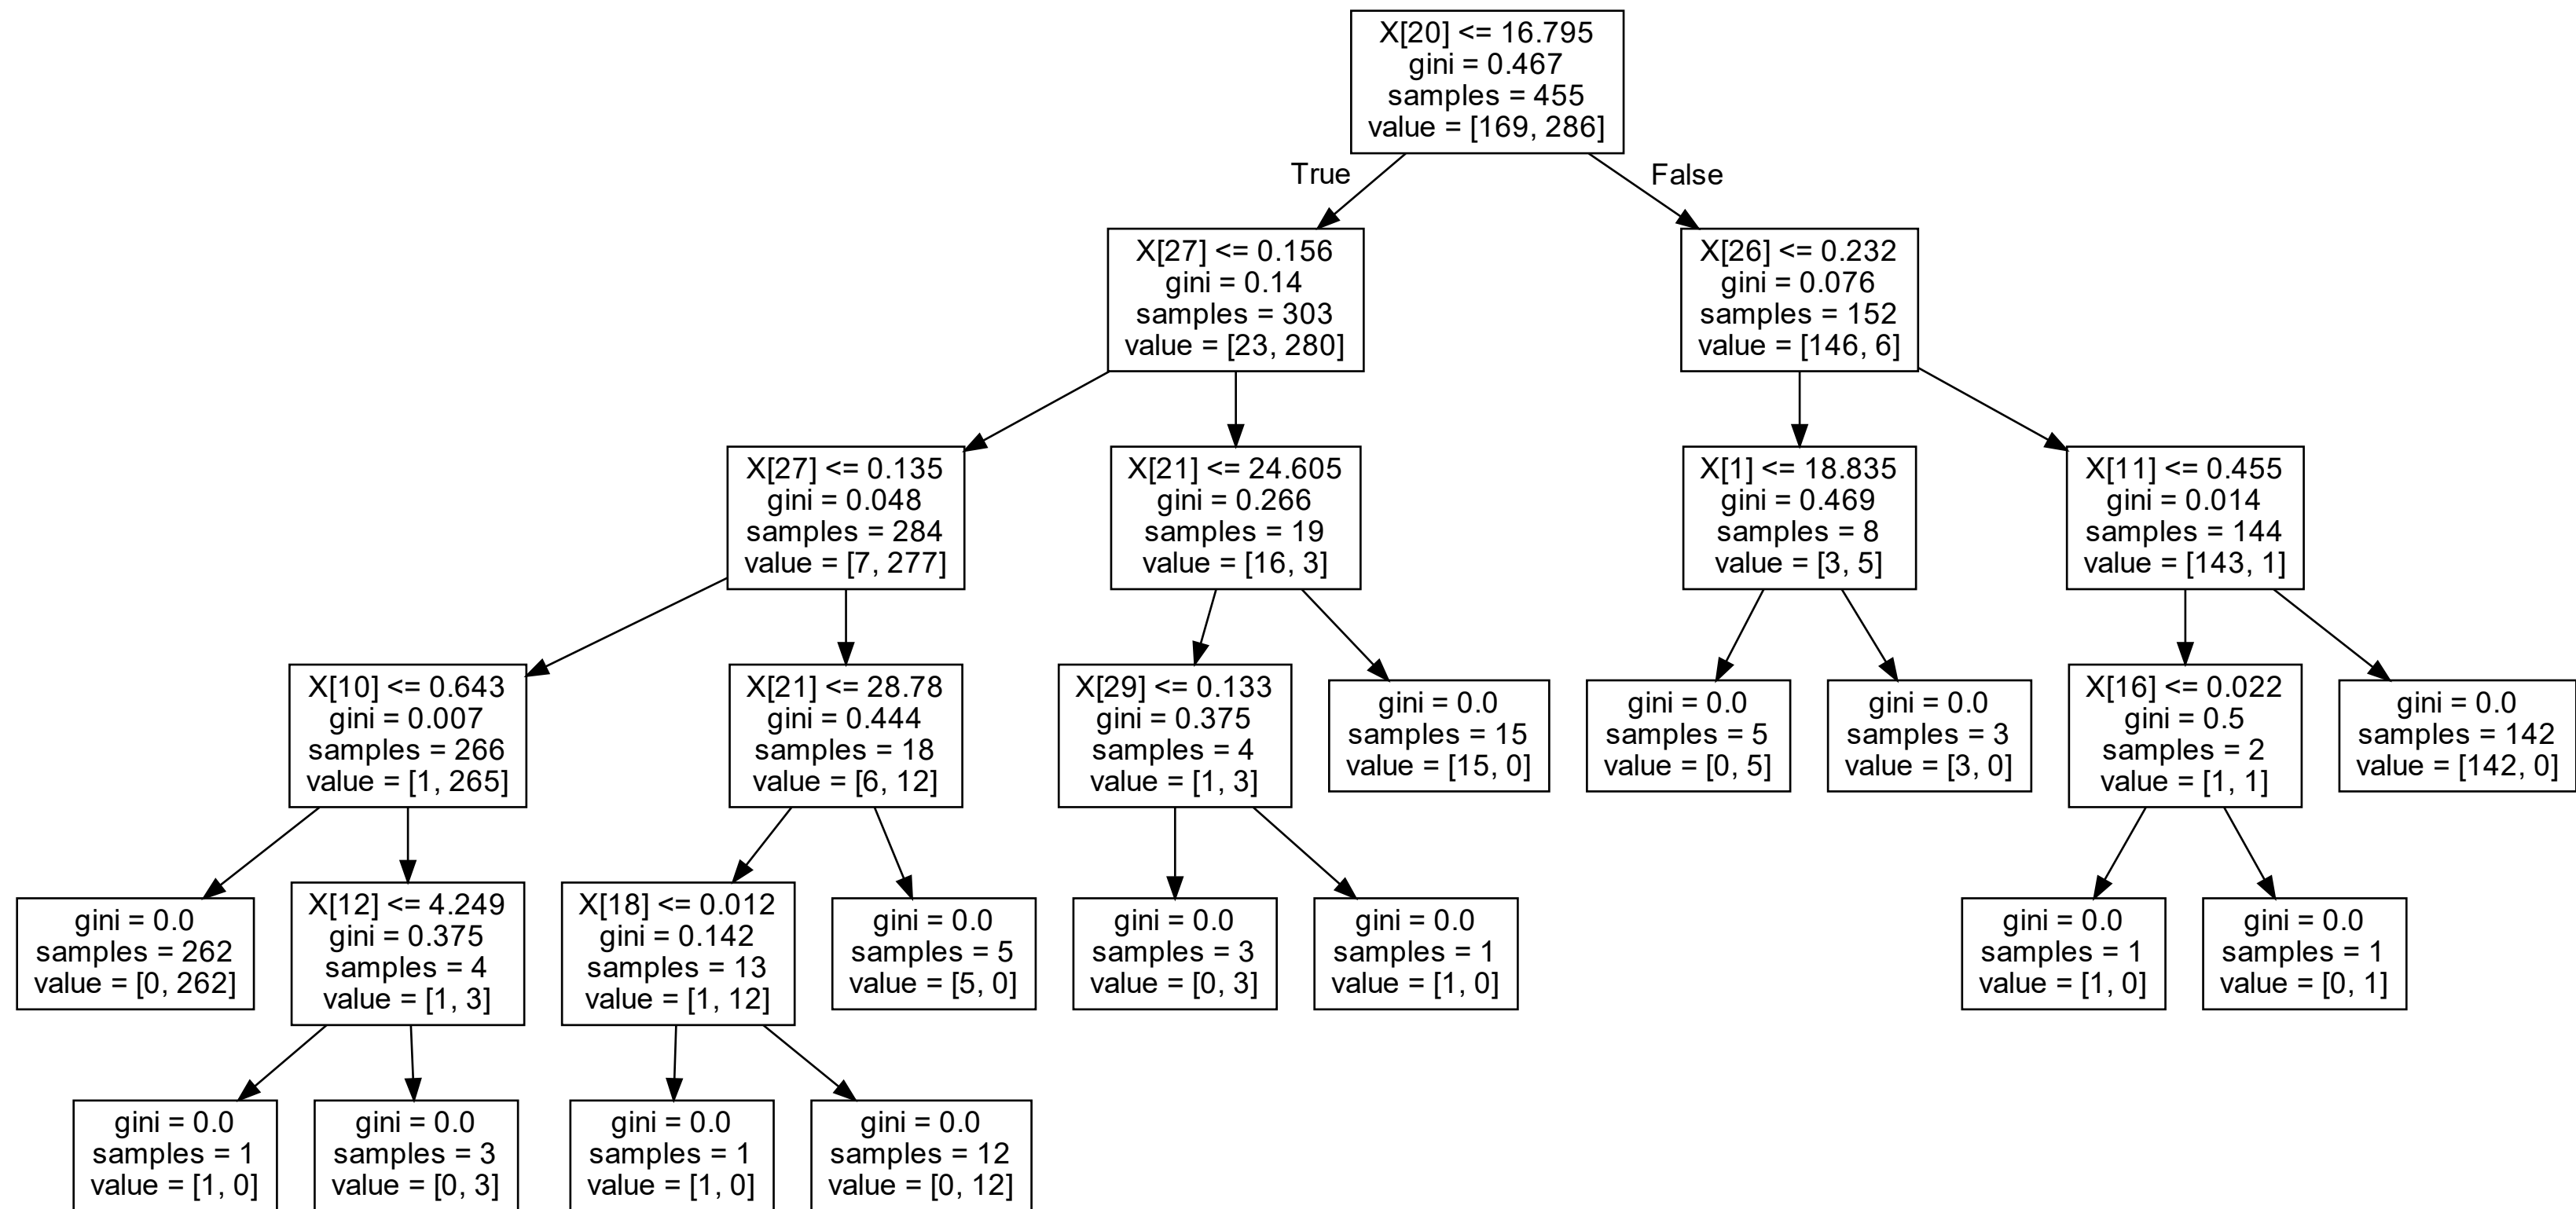 X[20] <= 16.795
gini = 0.467
samples = 455
value = [169, 286]
True
False
X[27] <= 0.156
gini = 0.14
samples = 303
value = [23, 280]
X[26] <= 0.232
gini = 0.076
samples = 152
value = [146, 6]
X[27] <= 0.135
gini = 0.048
samples = 284
value = [7, 277]
X[21] <= 24.605
gini = 0.266
samples = 19
value = [16, 3]
X[1] <= 18.835
gini = 0.469
samples = 8
value = [3, 5]
X[11] <= 0.455
gini = 0.014
samples = 144
value = [143, 1]
X[10] <= 0.643
gini = 0.007
samples = 266
value = [1, 265]
X[21] <= 28.78
gini = 0.444
samples = 18
value = [6, 12]
X[29] <= 0.133
gini = 0.375
samples = 4
value = [1, 3]
gini = 0.0
samples = 15
value = [15, 0]
gini = 0.0
samples = 5
value = [0, 5]
gini = 0.0
samples = 3
value = [3, 0]
X[16] <= 0.022
gini = 0.5
samples = 2
value = [1, 1]
gini = 0.0
samples = 142
value = [142, 0]
gini = 0.0
samples = 262
value = [0, 262]
X[12] <= 4.249
gini = 0.375
samples = 4
value = [1, 3]
X[18] <= 0.012
gini = 0.142
samples = 13
value = [1, 12]
gini = 0.0
samples = 5
value = [5, 0]
gini = 0.0
samples = 3
value = [0, 3]
gini = 0.0
samples = 1
value = [1, 0]
gini = 0.0
samples = 1
value = [1, 0]
gini = 0.0
samples = 1
value = [0, 1]
gini = 0.0
samples = 1
value = [1, 0]
gini = 0.0
samples = 3
value = [0, 3]
gini = 0.0
samples = 1
value = [1, 0]
gini = 0.0
samples = 12
value = [0, 12]